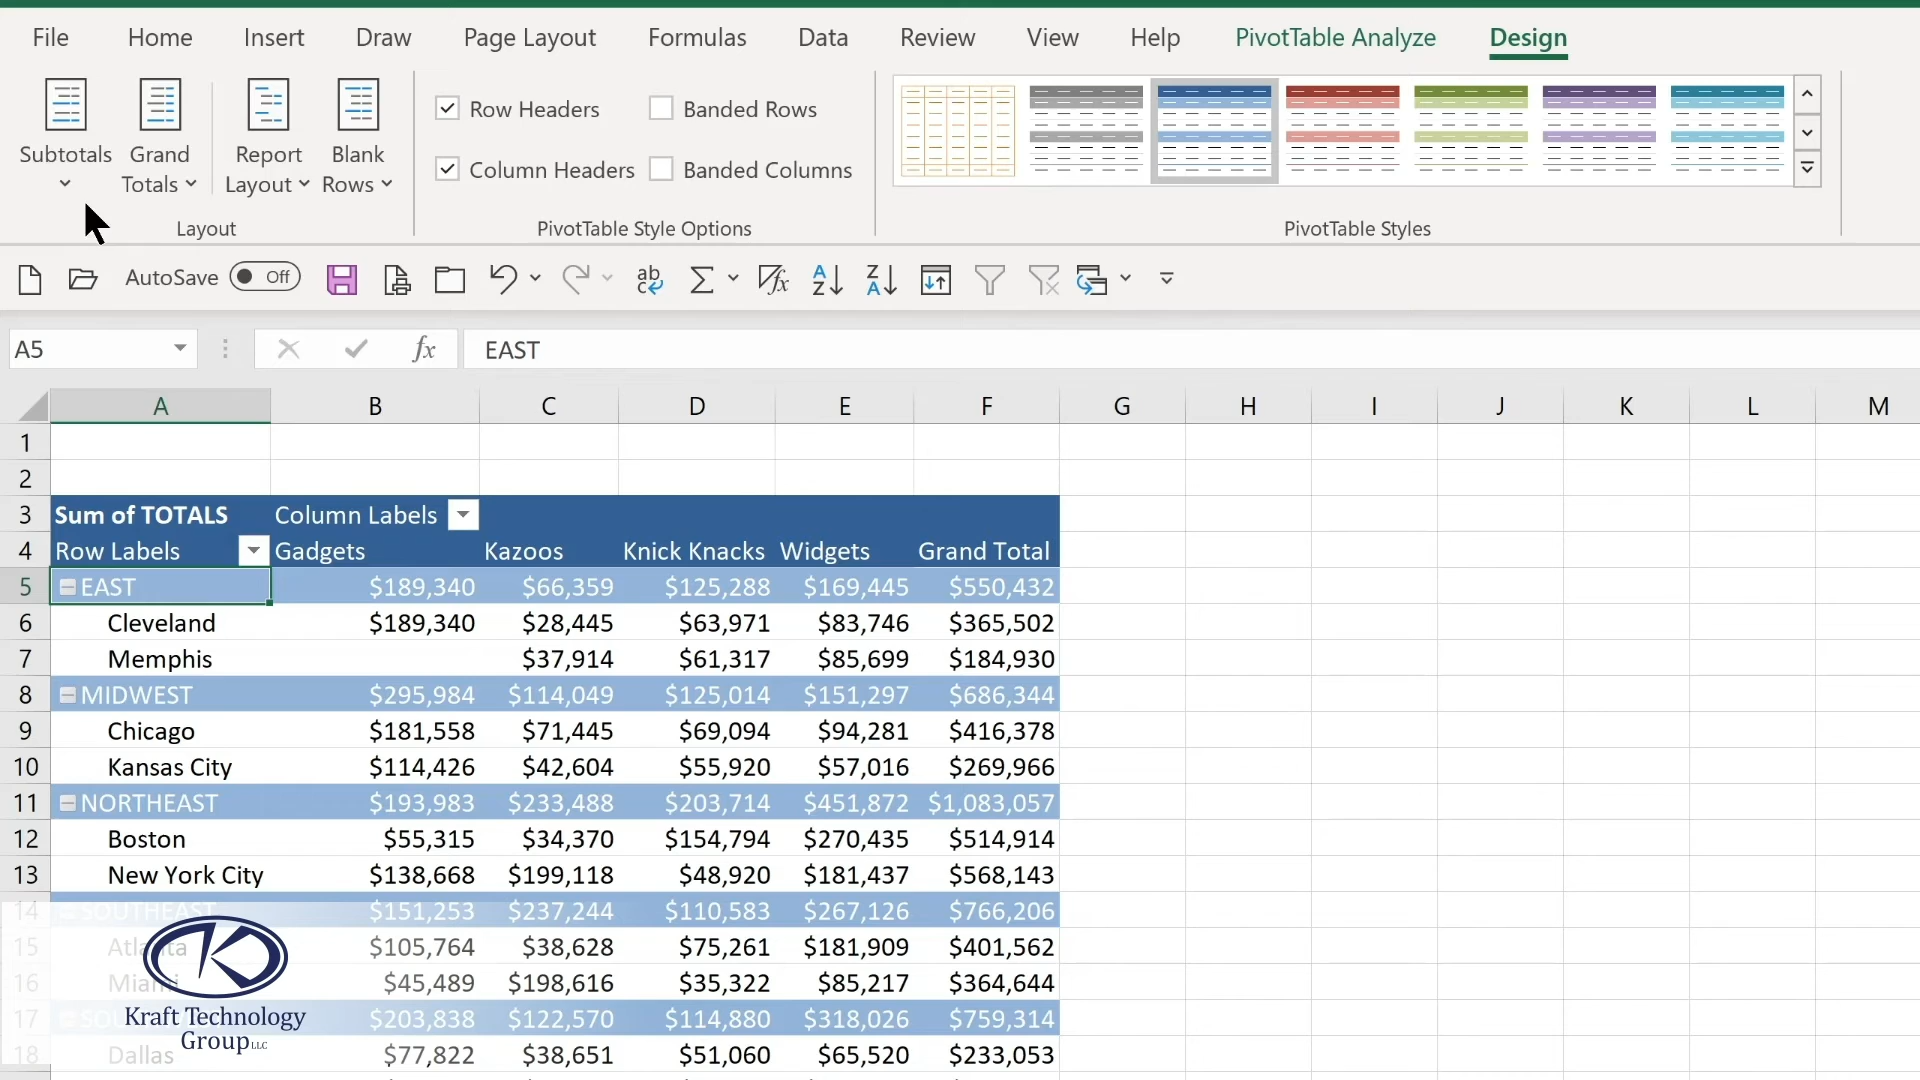 File Home Insert Draw Page Layout Formulas Data Review View Help PivotTable Analyze Design
Subtotals
Grand Totals
Report Layout
Blank Rows
Layout
Row Headers
Banded Rows
Column Headers
Banded Columns
PivotTable Style Options
PivotTable Styles
AutoSave Off
A5 fx EAST
A B C D E F G H I J K L M
1
2
3 Sum of TOTALS Column Labels
4 Row Labels Gadgets Kazoos Knick Knacks Widgets Grand Total
5 EAST $189,340 $66,359 $125,288 $169,445 $550,432
6 Cleveland $189,340 $28,445 $63,971 $83,746 $365,502
7 Memphis $37,914 $61,317 $85,699 $184,930
8 MIDWEST $295,984 $114,049 $125,014 $151,297 $686,344
9 Chicago $181,558 $71,445 $69,094 $94,281 $416,378
10 Kansas City $114,426 $42,604 $55,920 $57,016 $269,966
11 NORTHEAST $193,983 $233,488 $203,714 $451,872 $1,083,057
12 Boston $55,315 $34,370 $154,794 $270,435 $514,914
13 New York City $138,668 $199,118 $48,920 $181,437 $568,143
14 SOUTHEAST $151,253 $237,244 $110,583 $267,126 $766,206
15 Atlanta $105,764 $38,628 $75,261 $181,909 $401,562
16 Miami $45,489 $198,616 $35,322 $85,217 $364,644
17 $203,838 $122,570 $114,880 $318,026 $759,314
18 Dallas $77,822 $38,651 $51,060 $65,520 $233,053
Kraft Technology
Group LLC